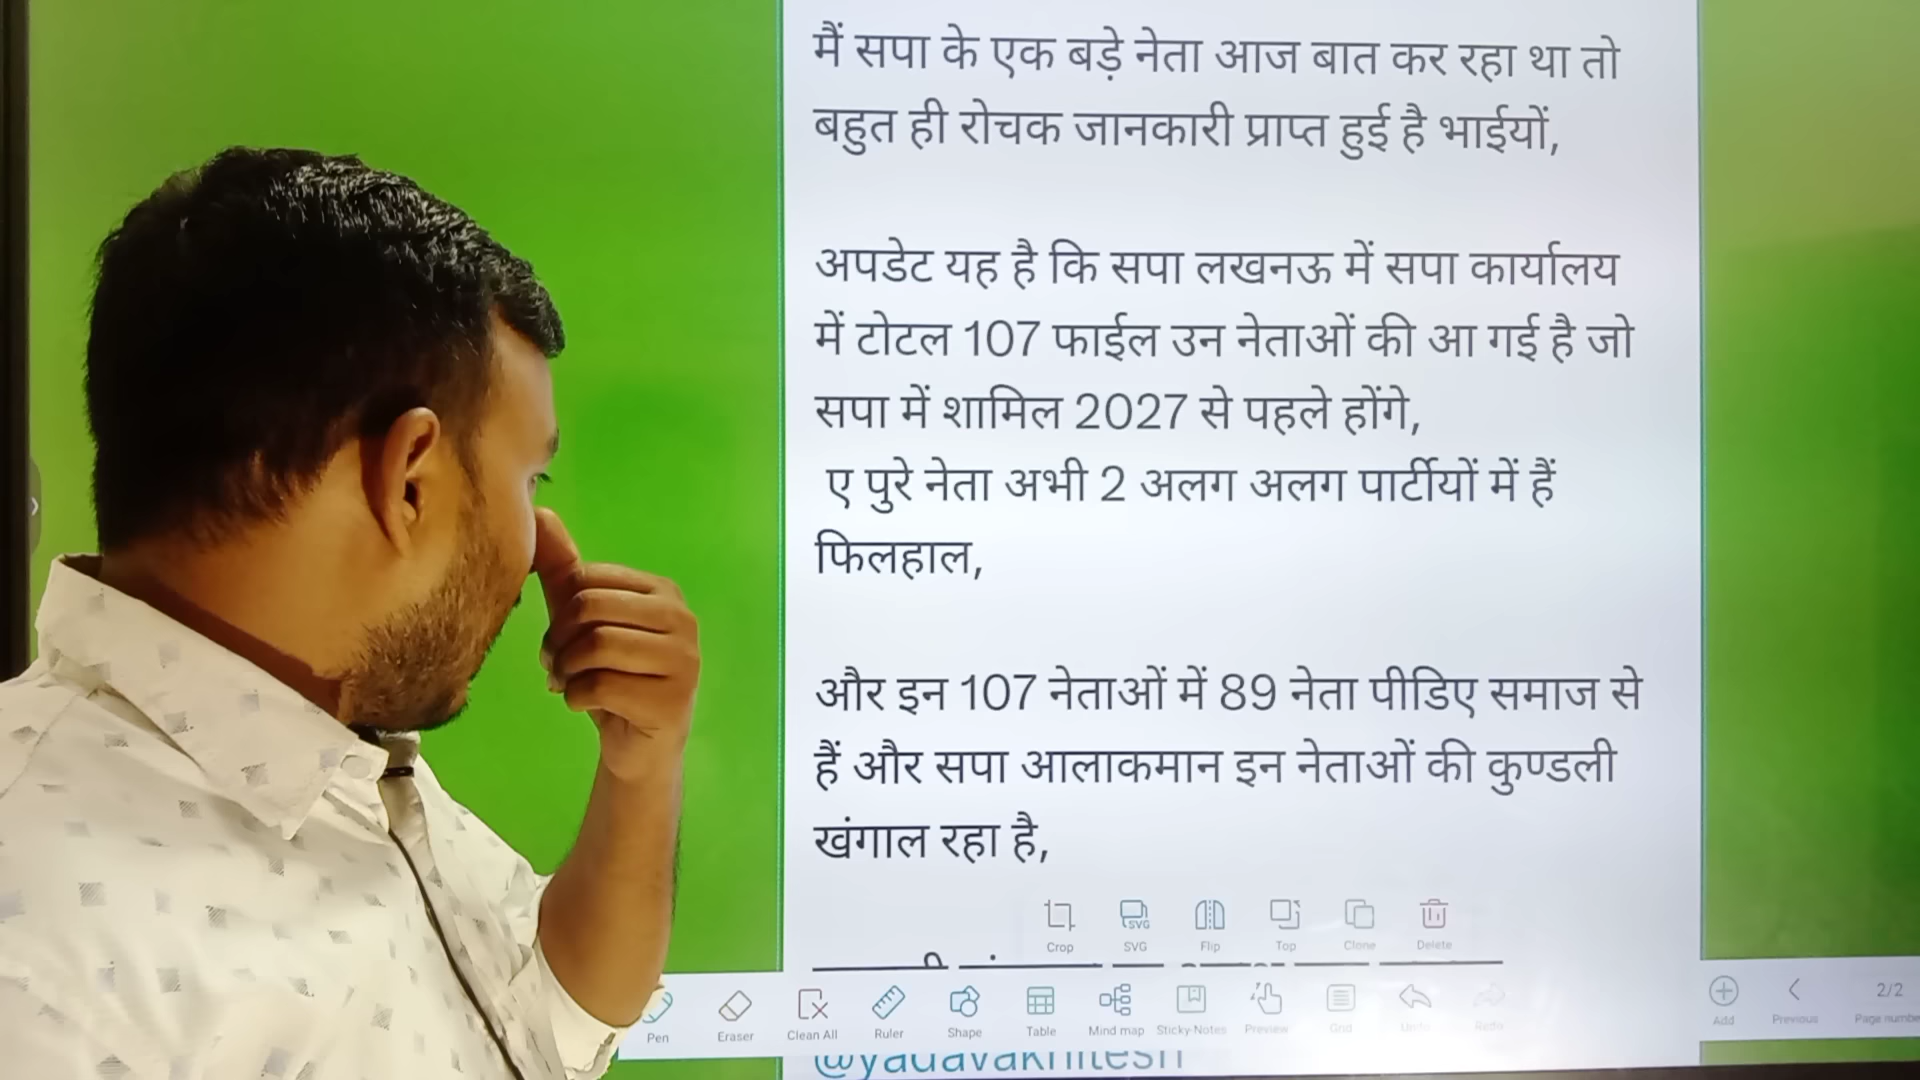 मैं सपा के एक बड़े नेता आज बात कर रहा था तो
बहुत ही रोचक जानकारी प्राप्त हुई है भाईयों,
अपडेट यह है कि सपा लखनऊ में सपा कार्यालय
में टोटल 107 फाईल उन नेताओं की आ गई है जो
सपा में शामिल 2027 से पहले होंगे,
ए पुरे नेता अभी 2 अलग अलग पार्टीयों में हैं
फिलहाल,
और इन 107 नेताओं में 89 नेता पीडिए समाज से
हैं और सपा आलाकमान इन नेताओं की कुण्डली
खंगाल रहा है,
Crop SVG Flip Top Clone Delete
Pen Eraser Clean All Ruler Shape Table Mind map Sticky Notes Preview Grid Undo Redo
Add Previous 2/2 Page number
@yadavakhilesh